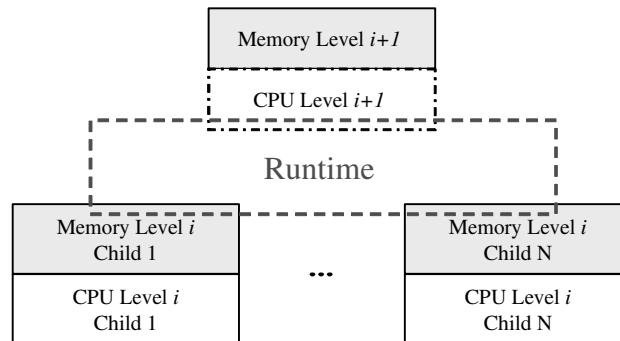 Memory Level i+1
CPU Level i+1
Runtime
Memory Level i
Child 1
Memory Level i
Child N
...
CPU Level i
Child 1
CPU Level i
Child N